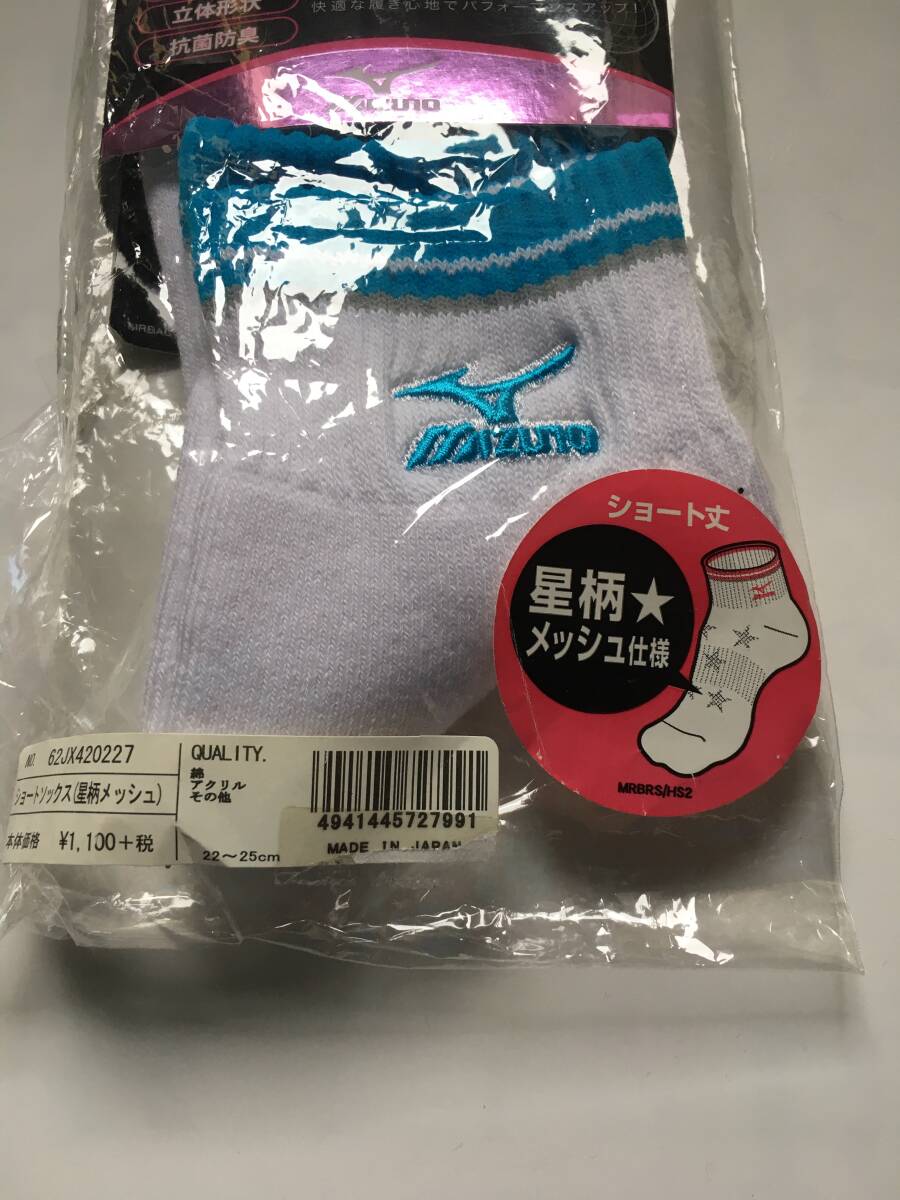 立体形状
抗菌防臭
快適な履き心地でパフォーマンスアップ!
MIZUNO
MIZUNO
ショート丈
星柄★
メッシュ仕様
MRBRS/HS2
NO. 62JX420227
ショートソックス(星柄メッシュ)
本体価格 ¥1,100+税
QUALITY.
綿
アクリル
その他
22～25cm
4941445727991
MADE IN JAPAN